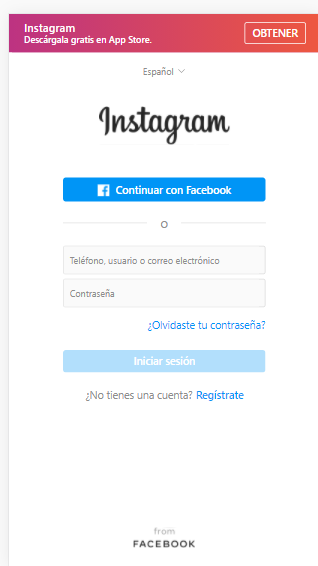 Instagram
Descárgala gratis en App Store.
OBTENER
Español
Instagram
Continuar con Facebook
O
Teléfono, usuario o correo electrónico
Contraseña
¿Olvidaste tu contraseña?
Iniciar sesión
¿No tienes una cuenta? Regístrate
from
FACEBOOK